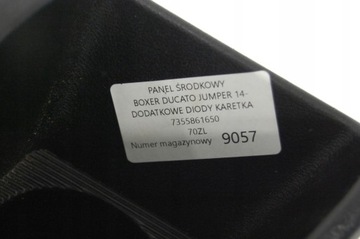 PANEL ŚRODKOWY
BOXER DUCATO JUMPER 14-
DODATKOWE DIODY KARETKA
7355861650
70ZL
Numer magazynowy 9057